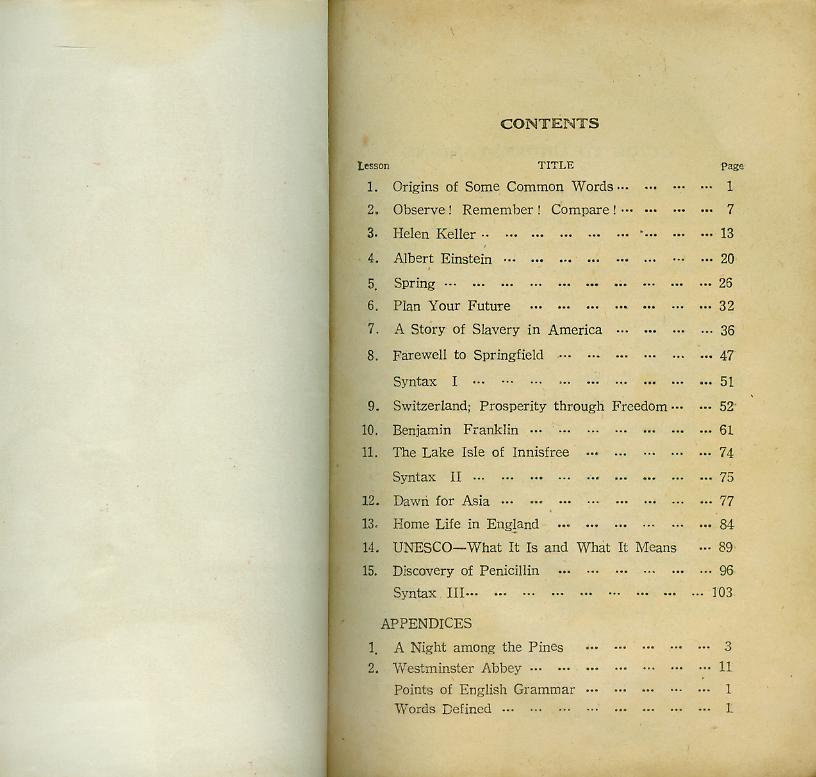 CONTENTS
Lesson TITLE Page
1. Origins of Some Common Words ... ... ... ... 1
2. Observe! Remember! Compare! ... ... ... ... 7
3. Helen Keller .. ... ... ... ... ... ... ... ... 13
4. Albert Einstein ... ... ... ... ... ... ... ... 20
5. Spring ... ... ... ... ... ... ... ... ... ... 26
6. Plan Your Future ... ... ... ... ... ... ... 32
7. A Story of Slavery in America ... ... ... ... 36
8. Farewell to Springfield ... ... ... ... ... ... 47
Syntax I ... ... ... ... ... ... ... ... ... 51
9. Switzerland; Prosperity through Freedom ... ... 52
10. Benjamin Franklin ... ... ... ... ... ... ... 61
11. The Lake Isle of Innisfree ... ... ... ... ... 74
Syntax II ... ... ... ... ... ... ... ... ... 75
12. Dawn for Asia ... ... ... ... ... ... ... ... 77
13. Home Life in England ... ... ... ... ... ... 84
14. UNESCO—What It Is and What It Means ... 89
15. Discovery of Penicillin ... ... ... ... ... ... 96
Syntax III ... ... ... ... ... ... ... ... ... 103
APPENDICES
1. A Night among the Pines ... ... ... ... ... 3
2. Westminster Abbey ... ... ... ... ... ... ... 11
Points of English Grammar ... ... ... ... ... 1
Words Defined ... ... ... ... ... ... ... ... 1